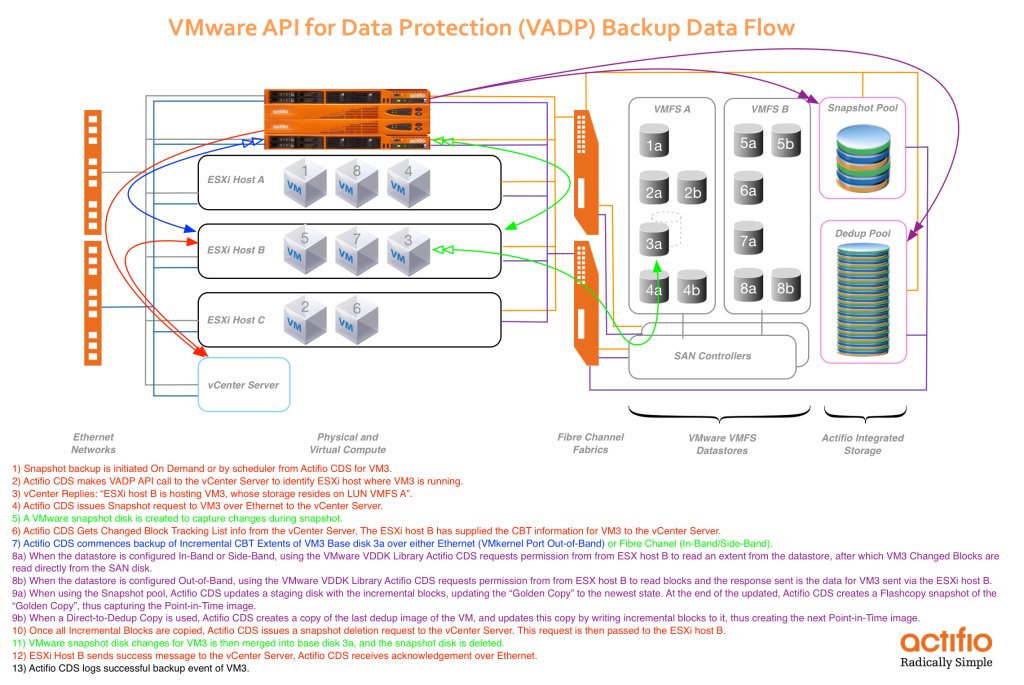 VMware API for Data Protection (VADP) Backup Data Flow
actifio
actifio
actifio
actifio
ESXi Host A
1
VM
8
VM
4
VM
ESXi Host B
5
VM
7
VM
3
VM
ESXi Host C
2
VM
6
VM
vCenter Server
VMFS A
1a
2a
2b
3a
4a
4b
VMFS B
5a
5b
6a
7a
8a
8b
SAN Controllers
Snapshot Pool
Dedup Pool
Ethernet
Networks
Physical and
Virtual Compute
Fibre Channel
Fabrics
VMware VMFS
Datastores
Actifio Integrated
Storage
1) Snapshot backup is initiated On Demand or by scheduler from Actifio CDS for VM3.
2) Actifio CDS makes VADP API call to the vCenter Server to identify ESXi host where VM3 is running.
3) vCenter Replies: “ESXi host B is hosting VM3, whose storage resides on LUN VMFS A”.
4) Actifio CDS issues Snapshot request to VM3 over Ethernet to the vCenter Server.
5) A VMware snapshot disk is created to capture changes during snapshot.
6) Actifio CDS Gets Changed Block Tracking List info from the vCenter Server, The ESXi host B has supplied the CBT information for VM3 to the vCenter Server.
7) Actifio CDS commences backup of Incremental CBT Extents of VM3 Base disk 3a over either Ethernet (VMkernel Port Out-of-Band) or Fibre Chanel (In-Band/Side-Band).
8a) When the datastore is configured In-Band or Side-Band, using the VMware VDDK Library Actifio CDS requests permission from from ESX host B to read an extent from the datastore, after which VM3 Changed Blocks are
read directly from the SAN disk.
8b) When the datastore is configured Out-of-Band, using the VMware VDDK Library Actifio CDS requests permission from from ESX host B to read blocks and the response sent is the data for VM3 sent via the ESXi host B.
9a) When using the Snapshot pool, Actifio CDS updates a staging disk with the incremental blocks, updating the “Golden Copy” to the newest state. At the end of the updated, Actifio CDS creates a Flashcopy snapshot of the
“Golden Copy”, thus capturing the Point-in-Time image.
9b) When a Direct-to-Dedup Copy is used, Actifio CDS creates a copy of the last dedup image of the VM, and updates this copy by writing incremental blocks to it, thus creating the next Point-in-Time image.
10) Once all Incremental Blocks are copied, Actifio CDS issues a snapshot deletion request to the vCenter Server. This request is then passed to the ESXi host B.
11) VMware snapshot disk changes for VM3 is then merged into base disk 3a, and the snapshot disk is deleted.
12) ESXi Host B sends success message to the vCenter Server, Actifio CDS receives acknowledgement over Ethernet.
13) Actifio CDS logs successful backup event of VM3.
actifio
Radically Simple